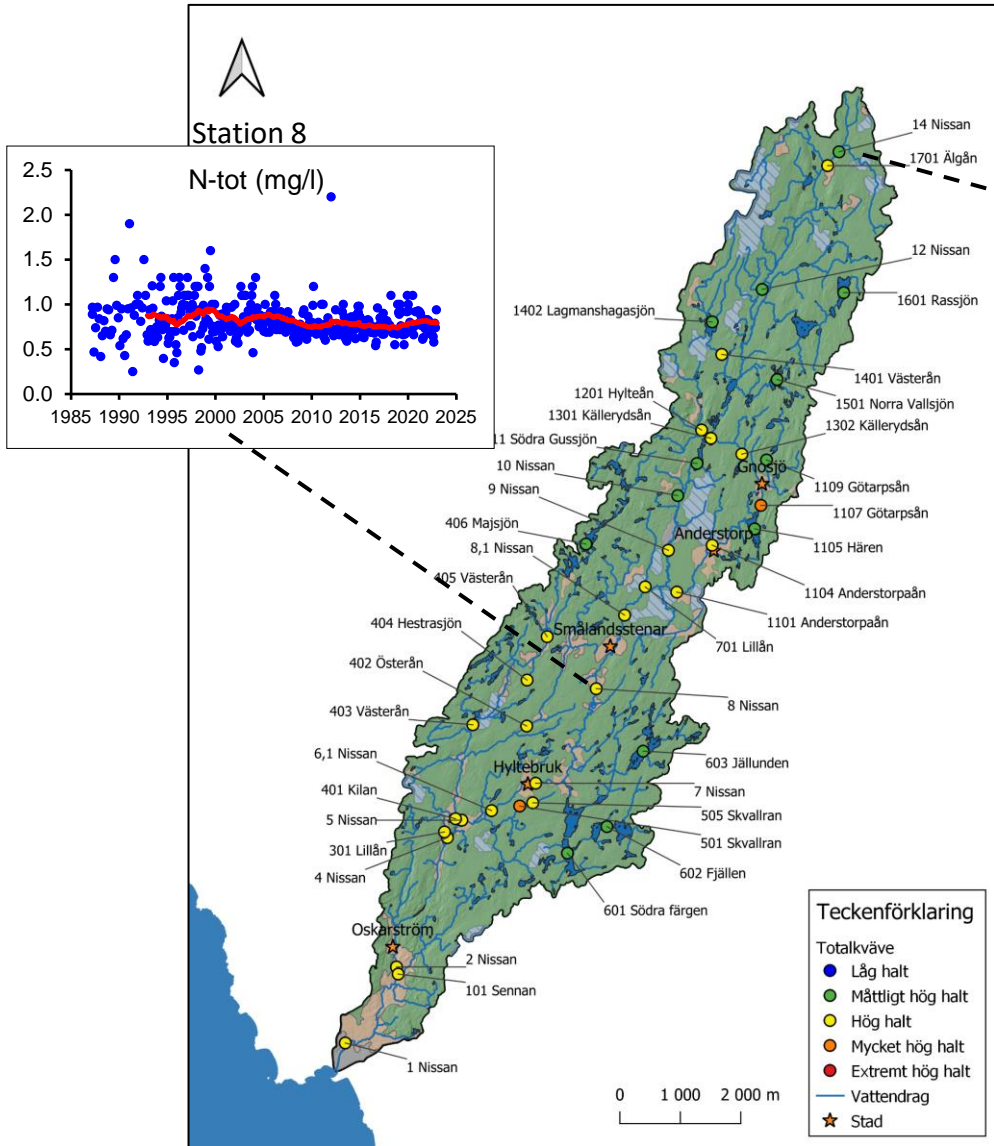 Station 8
N-tot (mg/l)
2.5
2.0
1.5
1.0
0.5
0.0
1985 1990 1995 2000 2005 2010 2015 2020 2025
14 Nissan
1701 Älgån
12 Nissan
1601 Rassjön
1402 Lagmanshagasjön
1401 Västerån
1501 Norra Vallsjön
1201 Hylteån
1301 Källerydsån
1302 Källerydsån
11 Södra Gussjön
Gnosjö
1109 Götarpsån
10 Nissan
9 Nissan
1107 Götarpsån
406 Majsjön
Anderstorp
1105 Hären
8,1 Nissan
405 Västerån
1104 Anderstorpaån
1101 Anderstorpaån
404 Hestrasjön
Smålandsstenar
701 Lillån
402 Österån
8 Nissan
403 Västerån
603 Jällunden
6,1 Nissan
Hyltebruk
7 Nissan
401 Kilan
505 Skvallran
5 Nissan
501 Skvallran
301 Lillån
602 Fjällen
4 Nissan
601 Södra färgen
Oskarström
2 Nissan
101 Sennan
1 Nissan
0 1 000 2 000 m
Teckenförklaring
Totalkväve
Låg halt
Måttligt hög halt
Hög halt
Mycket hög halt
Extremt hög halt
Vattendrag
Stad